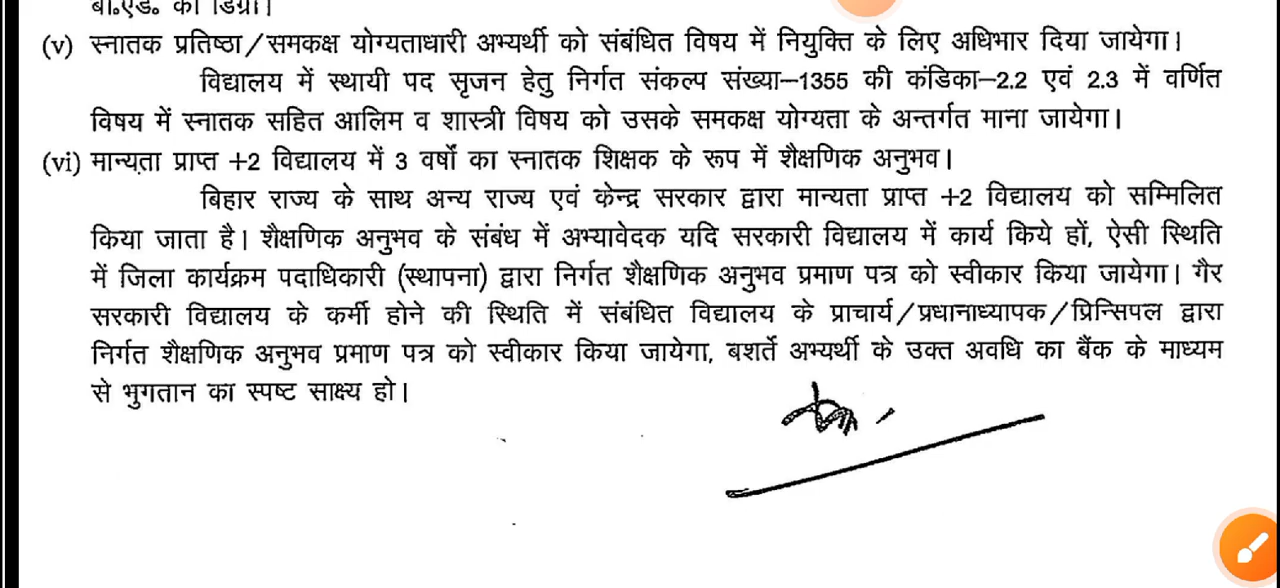 बी०एड० की डिग्री।
(v) स्नातक प्रतिष्ठा/समकक्ष योग्यताधारी अभ्यर्थी को संबंधित विषय में नियुक्ति के लिए अधिभार दिया जायेगा।
विद्यालय में स्थायी पद सृजन हेतु निर्गत संकल्प संख्या–1355 की कंडिका–2.2 एवं 2.3 में वर्णित
विषय में स्नातक सहित आलिम व शास्त्री विषय को उसके समकक्ष योग्यता के अन्तर्गत माना जायेगा।
(vi) मान्यता प्राप्त +2 विद्यालय में 3 वर्षों का स्नातक शिक्षक के रूप में शैक्षणिक अनुभव।
बिहार राज्य के साथ अन्य राज्य एवं केन्द्र सरकार द्वारा मान्यता प्राप्त +2 विद्यालय को सम्मिलित
किया जाता है। शैक्षणिक अनुभव के संबंध में अभ्यावेदक यदि सरकारी विद्यालय में कार्य किये हों, ऐसी स्थिति
में जिला कार्यक्रम पदाधिकारी (स्थापना) द्वारा निर्गत शैक्षणिक अनुभव प्रमाण पत्र को स्वीकार किया जायेगा। गैर
सरकारी विद्यालय के कर्मी होने की स्थिति में संबंधित विद्यालय के प्राचार्य/प्रधानाध्यापक/प्रिन्सिपल द्वारा
निर्गत शैक्षणिक अनुभव प्रमाण पत्र को स्वीकार किया जायेगा, बशर्ते अभ्यर्थी के उक्त अवधि का बैंक के माध्यम
से भुगतान का स्पष्ट साक्ष्य हो।